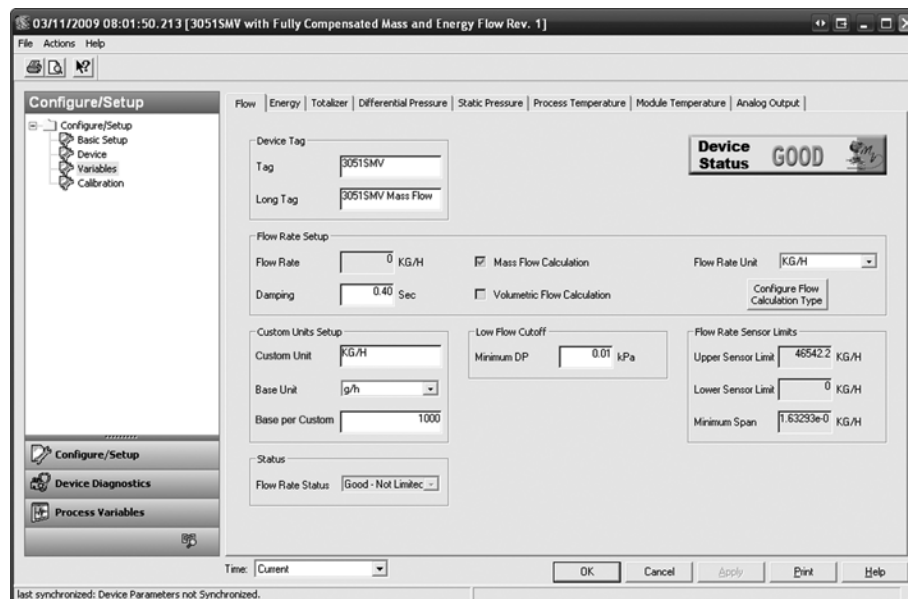 03/11/2009 08:01:50.213 [3051SMV with Fully Compensated Mass and Energy Flow Rev. 1]
File Actions Help
Configure/Setup
Configure/Setup
Basic Setup
Device
Variables
Calibration
Configure/Setup
Device Diagnostics
Process Variables
Flow Energy Totalizer Differential Pressure Static Pressure Process Temperature Module Temperature Analog Output
Device Tag
Tag 3051SMV
Long Tag 3051SMV Mass Flow
Device Status GOOD
Flow Rate Setup
Flow Rate 0 KG/H
Mass Flow Calculation
Flow Rate Unit KG/H
Damping 0.40 Sec
Volumetric Flow Calculation
Configure Flow
Calculation Type
Custom Units Setup
Custom Unit KG/H
Base Unit g/h
Base per Custom 1000
Low Flow Cutoff
Minimum DP 0.01 kPa
Flow Rate Sensor Limits
Upper Sensor Limit 46542.2 KG/H
Lower Sensor Limit 0 KG/H
Minimum Span 1.63293e-0 KG/H
Status
Flow Rate Status Good - Not Limitec
Time: Current
OK Cancel Apply Print Help
last synchronized: Device Parameters not Synchronized.